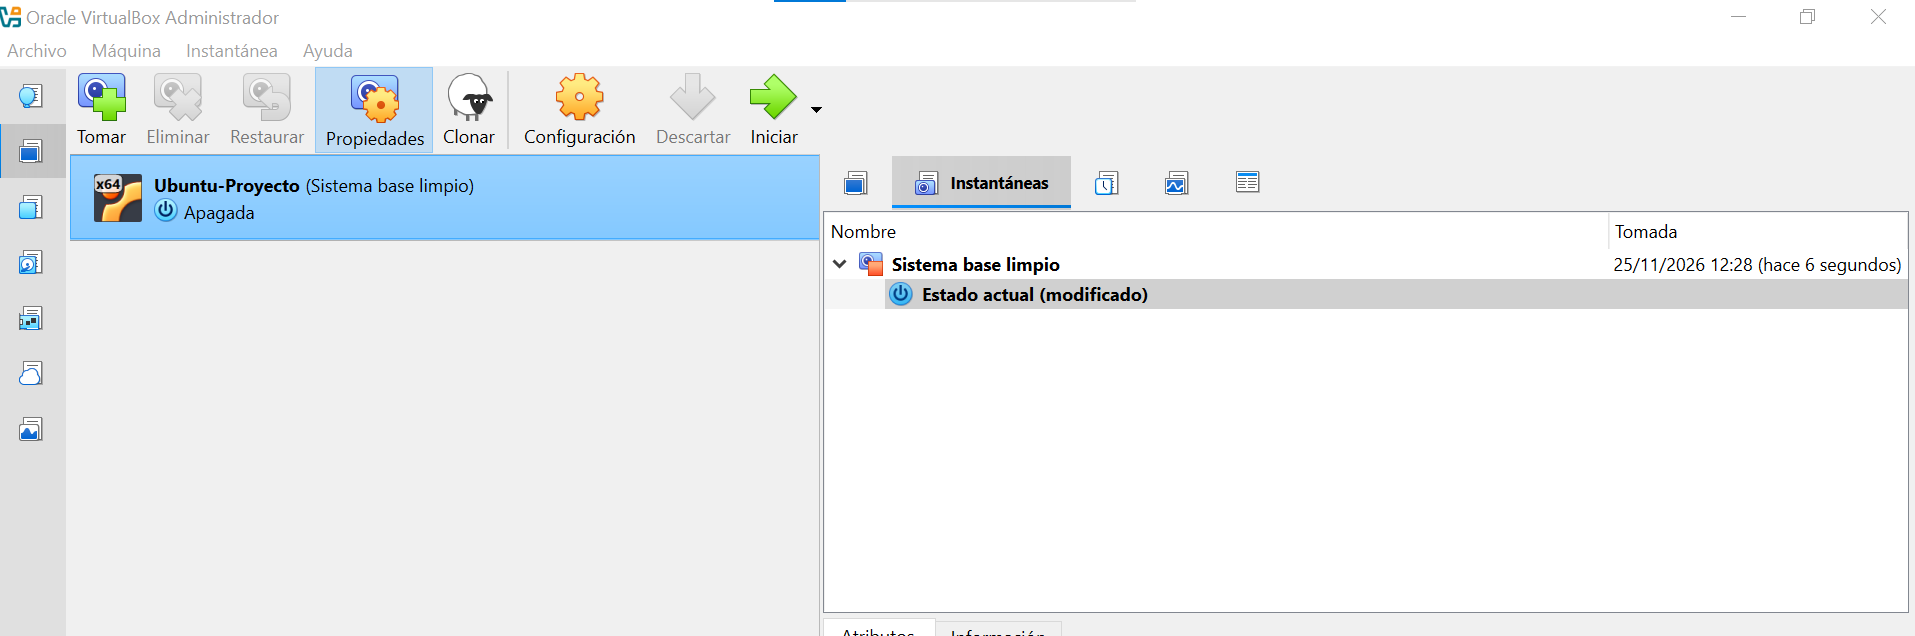 Oracle VirtualBox Administrador
Archivo Máquina Instantánea Ayuda
Tomar Eliminar Restaurar Propiedades Clonar Configuración Descartar Iniciar
x64
Ubuntu-Proyecto (Sistema base limpio)
Apagada
Instantáneas
Nombre Tomada
Sistema base limpio 25/11/2026 12:28 (hace 6 segundos)
Estado actual (modificado)
Atributos Información